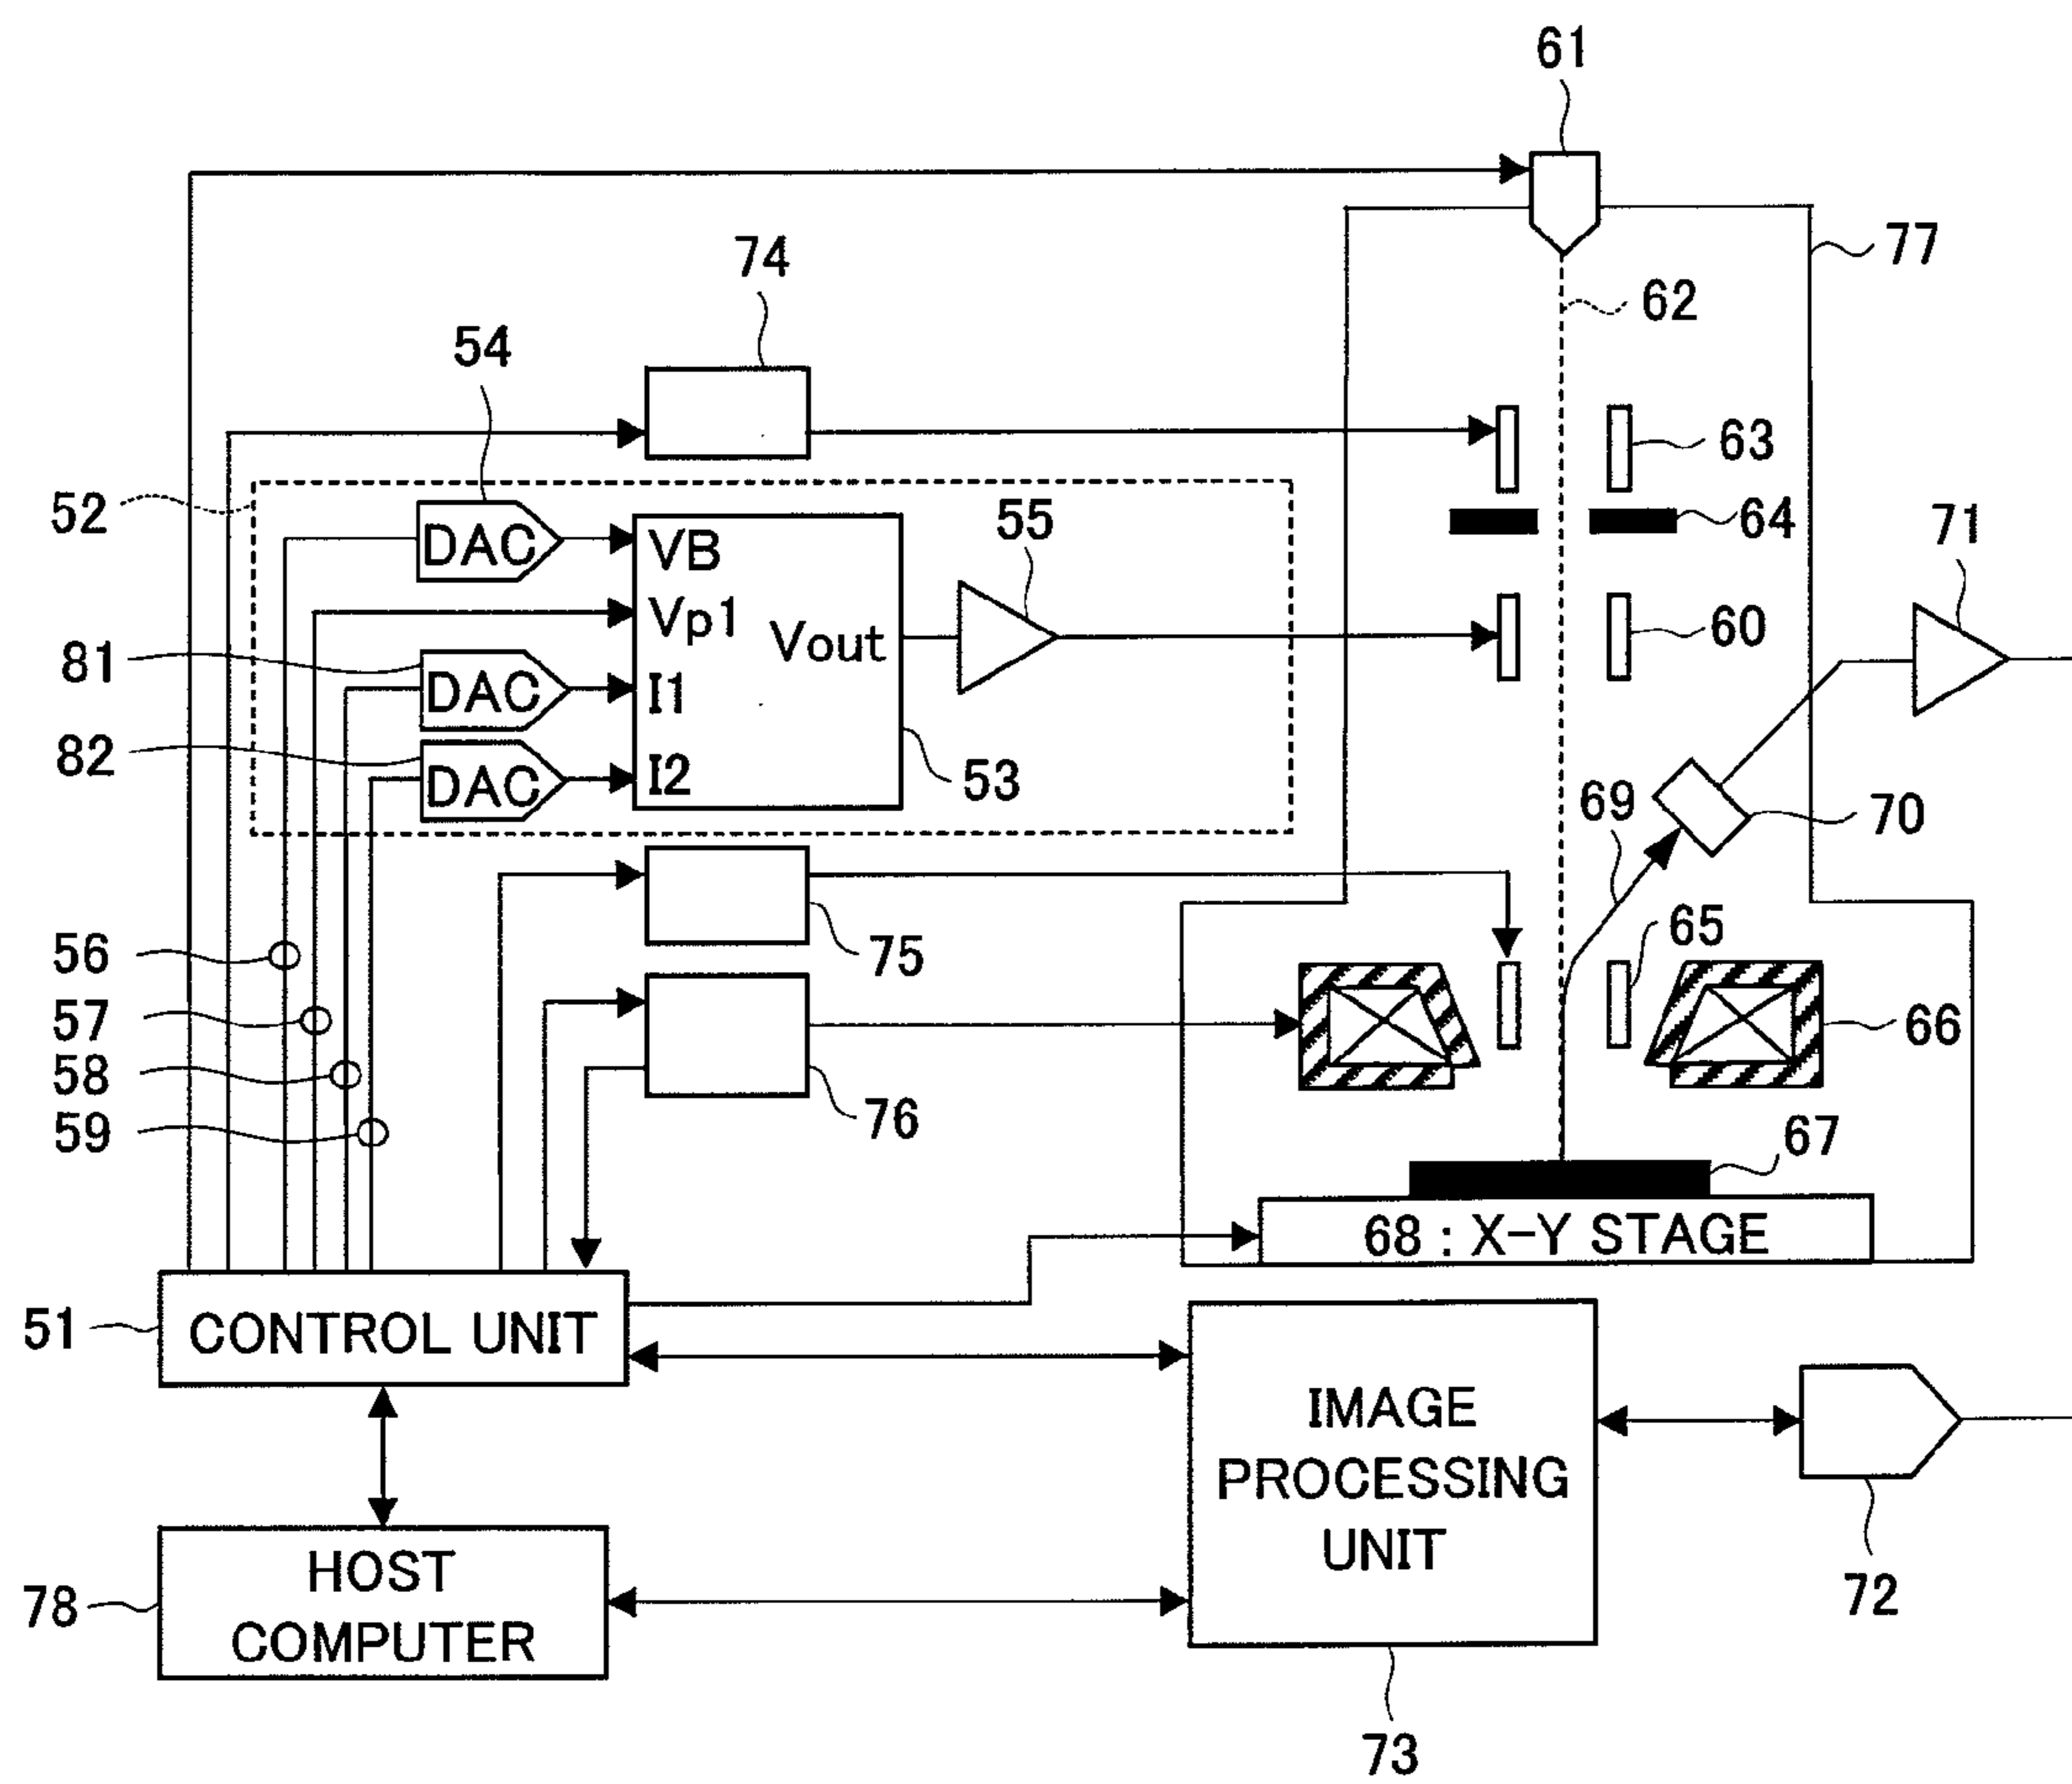 61
77
74
62
54
63
52
DAC
VB
55
64
71
Vp1
Vout
60
81
DAC
I1
82
DAC
I2
53
69
70
65
56
75
57
66
58
76
59
67
68 : X-Y STAGE
51
CONTROL UNIT
IMAGE
PROCESSING
UNIT
HOST
COMPUTER
78
72
73